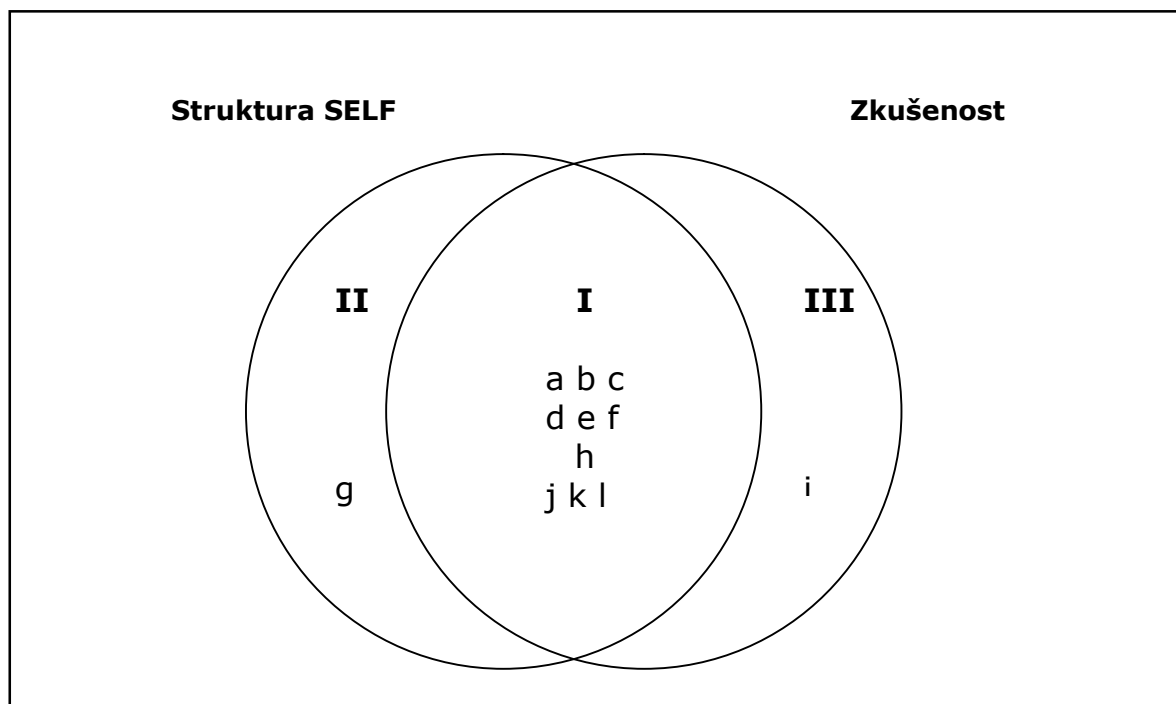 Struktura SELF
Zkušenost
II
I
III
a b c
d e f
h
g
j k l
i